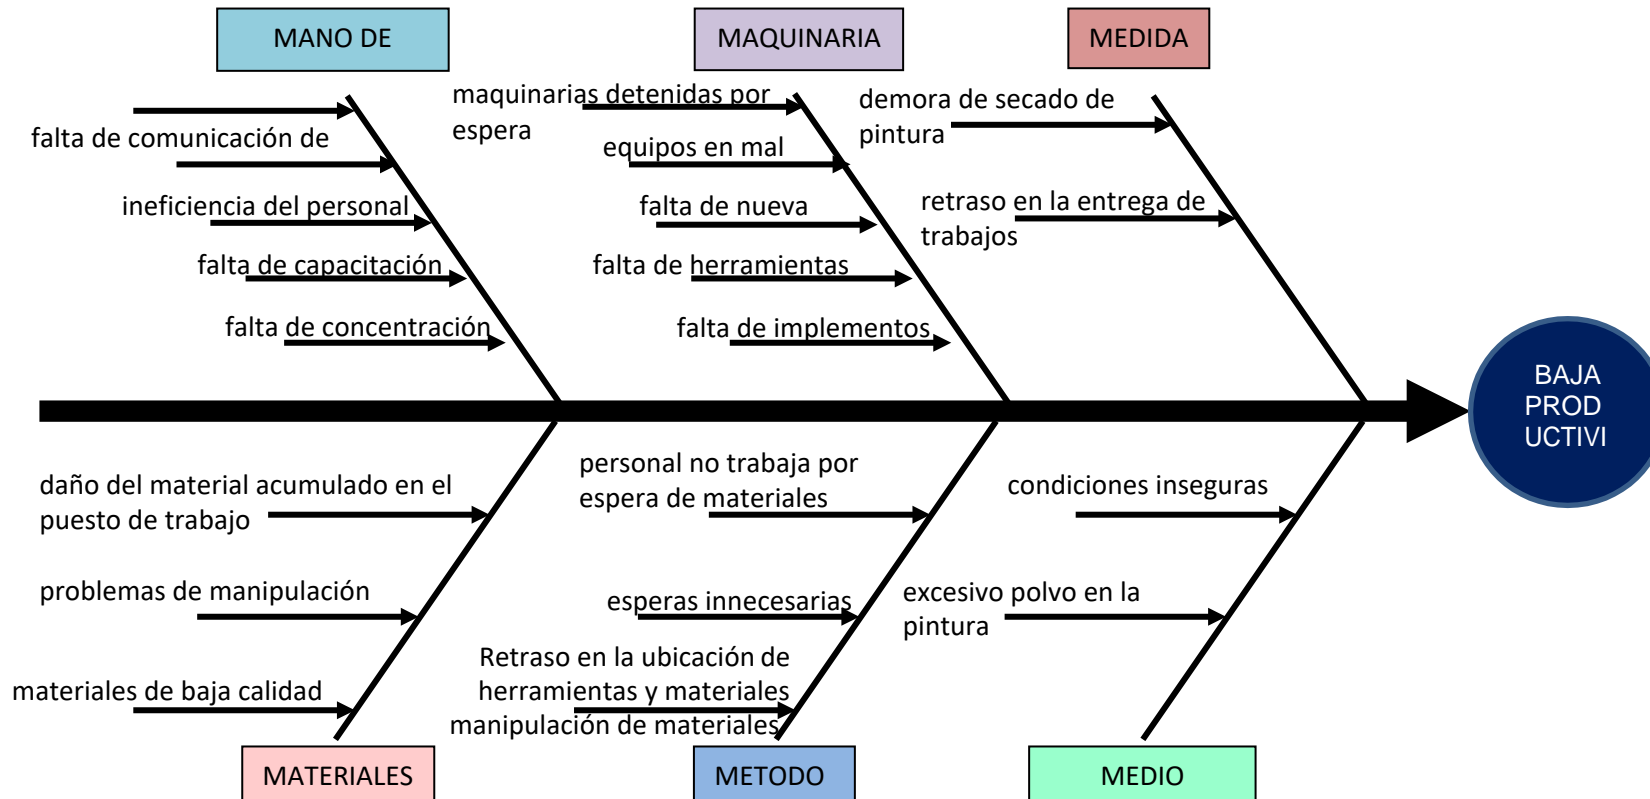 MANO DE
MAQUINARIA
MEDIDA
falta de comunicación de
ineficiencia del personal
falta de capacitación
falta de concentración
maquinarias detenidas por
espera
equipos en mal
falta de nueva
falta de herramientas
falta de implementos
demora de secado de
pintura
retraso en la entrega de
trabajos
BAJA
PROD
UCTIVI
daño del material acumulado en el
puesto de trabajo
problemas de manipulación
materiales de baja calidad
personal no trabaja por
espera de materiales
esperas innecesarias
Retraso en la ubicación de
herramientas y materiales
manipulación de materiales
condiciones inseguras
excesivo polvo en la
pintura
MATERIALES
METODO
MEDIO